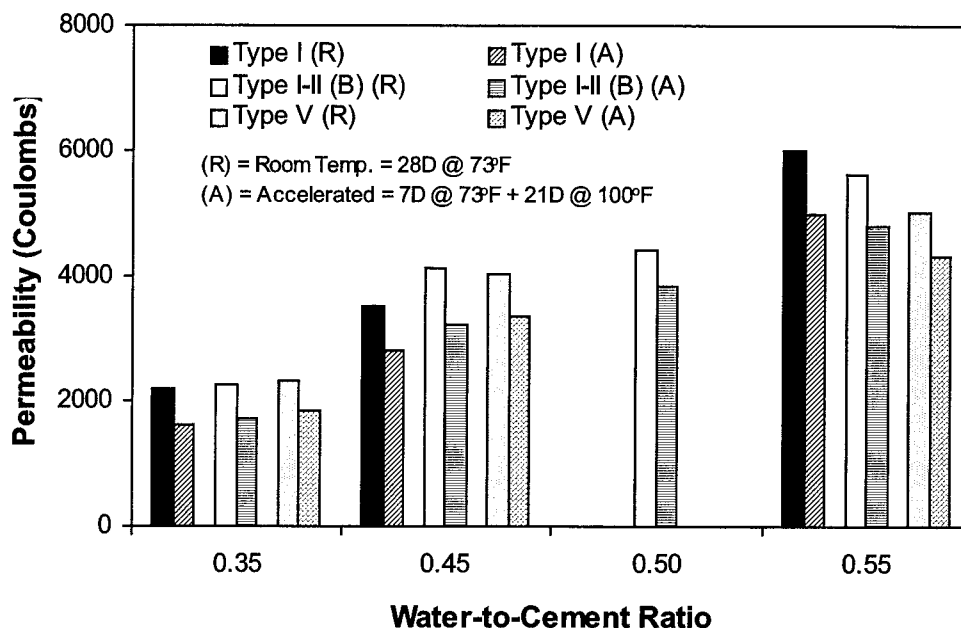 8000
6000
4000
2000
0
Permeability (Coulombs)
Type I (R) Type I (A)
Type I-II (B) (R) Type I-II (B) (A)
Type V (R) Type V (A)
(R) = Room Temp. = 28D @ 73ºF
(A) = Accelerated = 7D @ 73ºF + 21D @ 100ºF
0.35 0.45 0.50 0.55
Water-to-Cement Ratio